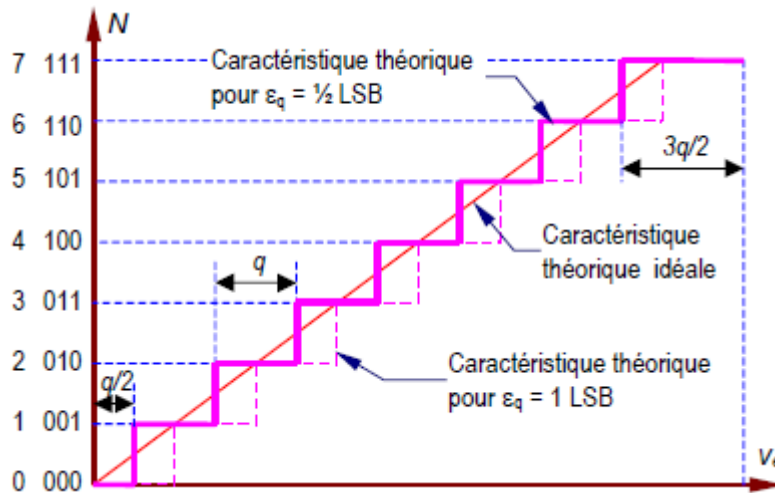 N
7 111
Caractéristique théorique
pour εq = ½ LSB
6 110
3q/2
5 101
Caractéristique
théorique idéale
4 100
q
3 011
2 010
Caractéristique théorique
pour εq = 1 LSB
q/2
1 001
0 000